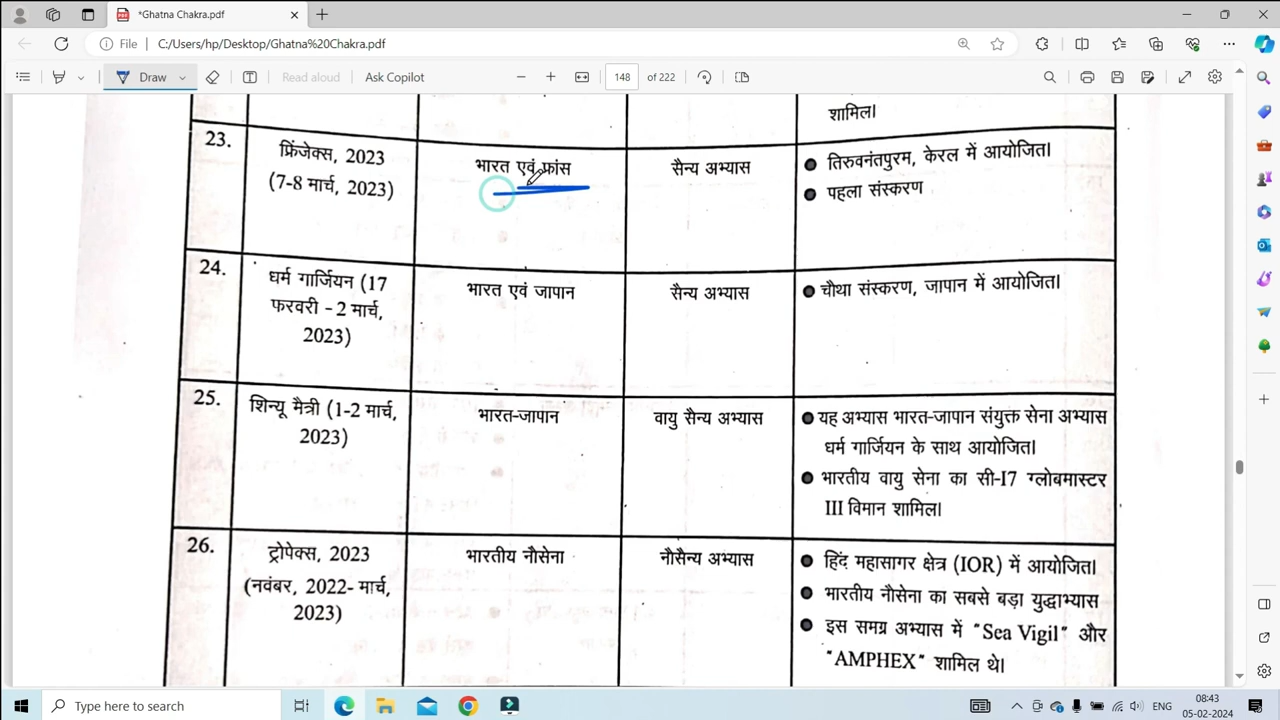 *Ghatna Chakra.pdf
File
C:/Users/hp/Desktop/Ghatna%20Chakra.pdf
Draw
Read aloud
Ask Copilot
148
of 222
शामिल।
23.
फ्रिंजेक्स, 2023
(7-8 मार्च, 2023)
भारत एवं फ्रांस
सैन्य अभ्यास
तिरुवनंतपुरम, केरल में आयोजित।
पहला संस्करण
24.
धर्म गार्जियन (17
फरवरी - 2 मार्च,
2023)
भारत एवं जापान
सैन्य अभ्यास
चौथा संस्करण, जापान में आयोजित।
25.
शिन्यू मैत्री (1-2 मार्च,
2023)
भारत-जापान
वायु सैन्य अभ्यास
यह अभ्यास भारत-जापान संयुक्त सेना अभ्यास
धर्म गार्जियन के साथ आयोजित।
भारतीय वायु सेना का सी-I7 ग्लोबमास्टर
III विमान शामिल।
26.
ट्रोपेक्स, 2023
(नवंबर, 2022- मार्च,
2023)
भारतीय नौसेना
नौसैन्य अभ्यास
हिंद महासागर क्षेत्र (IOR) में आयोजित।
भारतीय नौसेना का सबसे बड़ा युद्धाभ्यास
इस समग्र अभ्यास में "Sea Vigil" और
"AMPHEX" शामिल थे।
Type here to search
ENG
08:43
05-02-2024